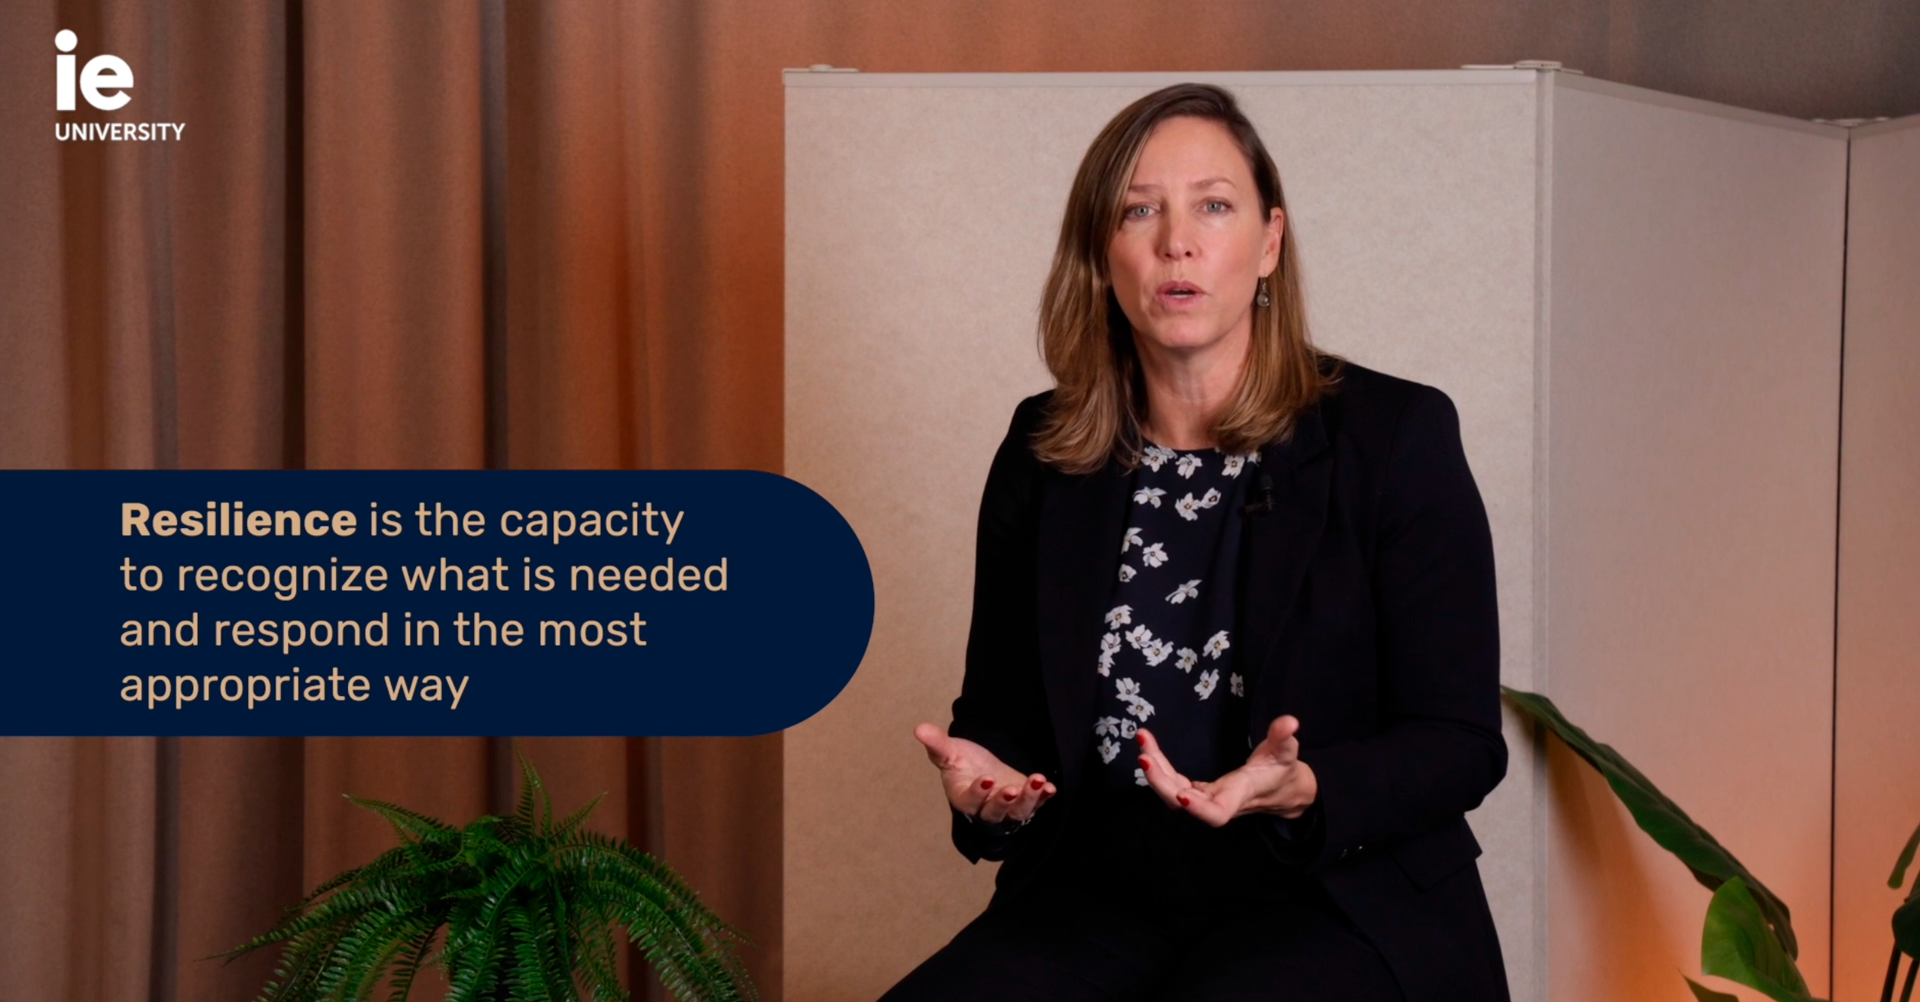 ie
UNIVERSITY
Resilience is the capacity
to recognize what is needed
and respond in the most
appropriate way